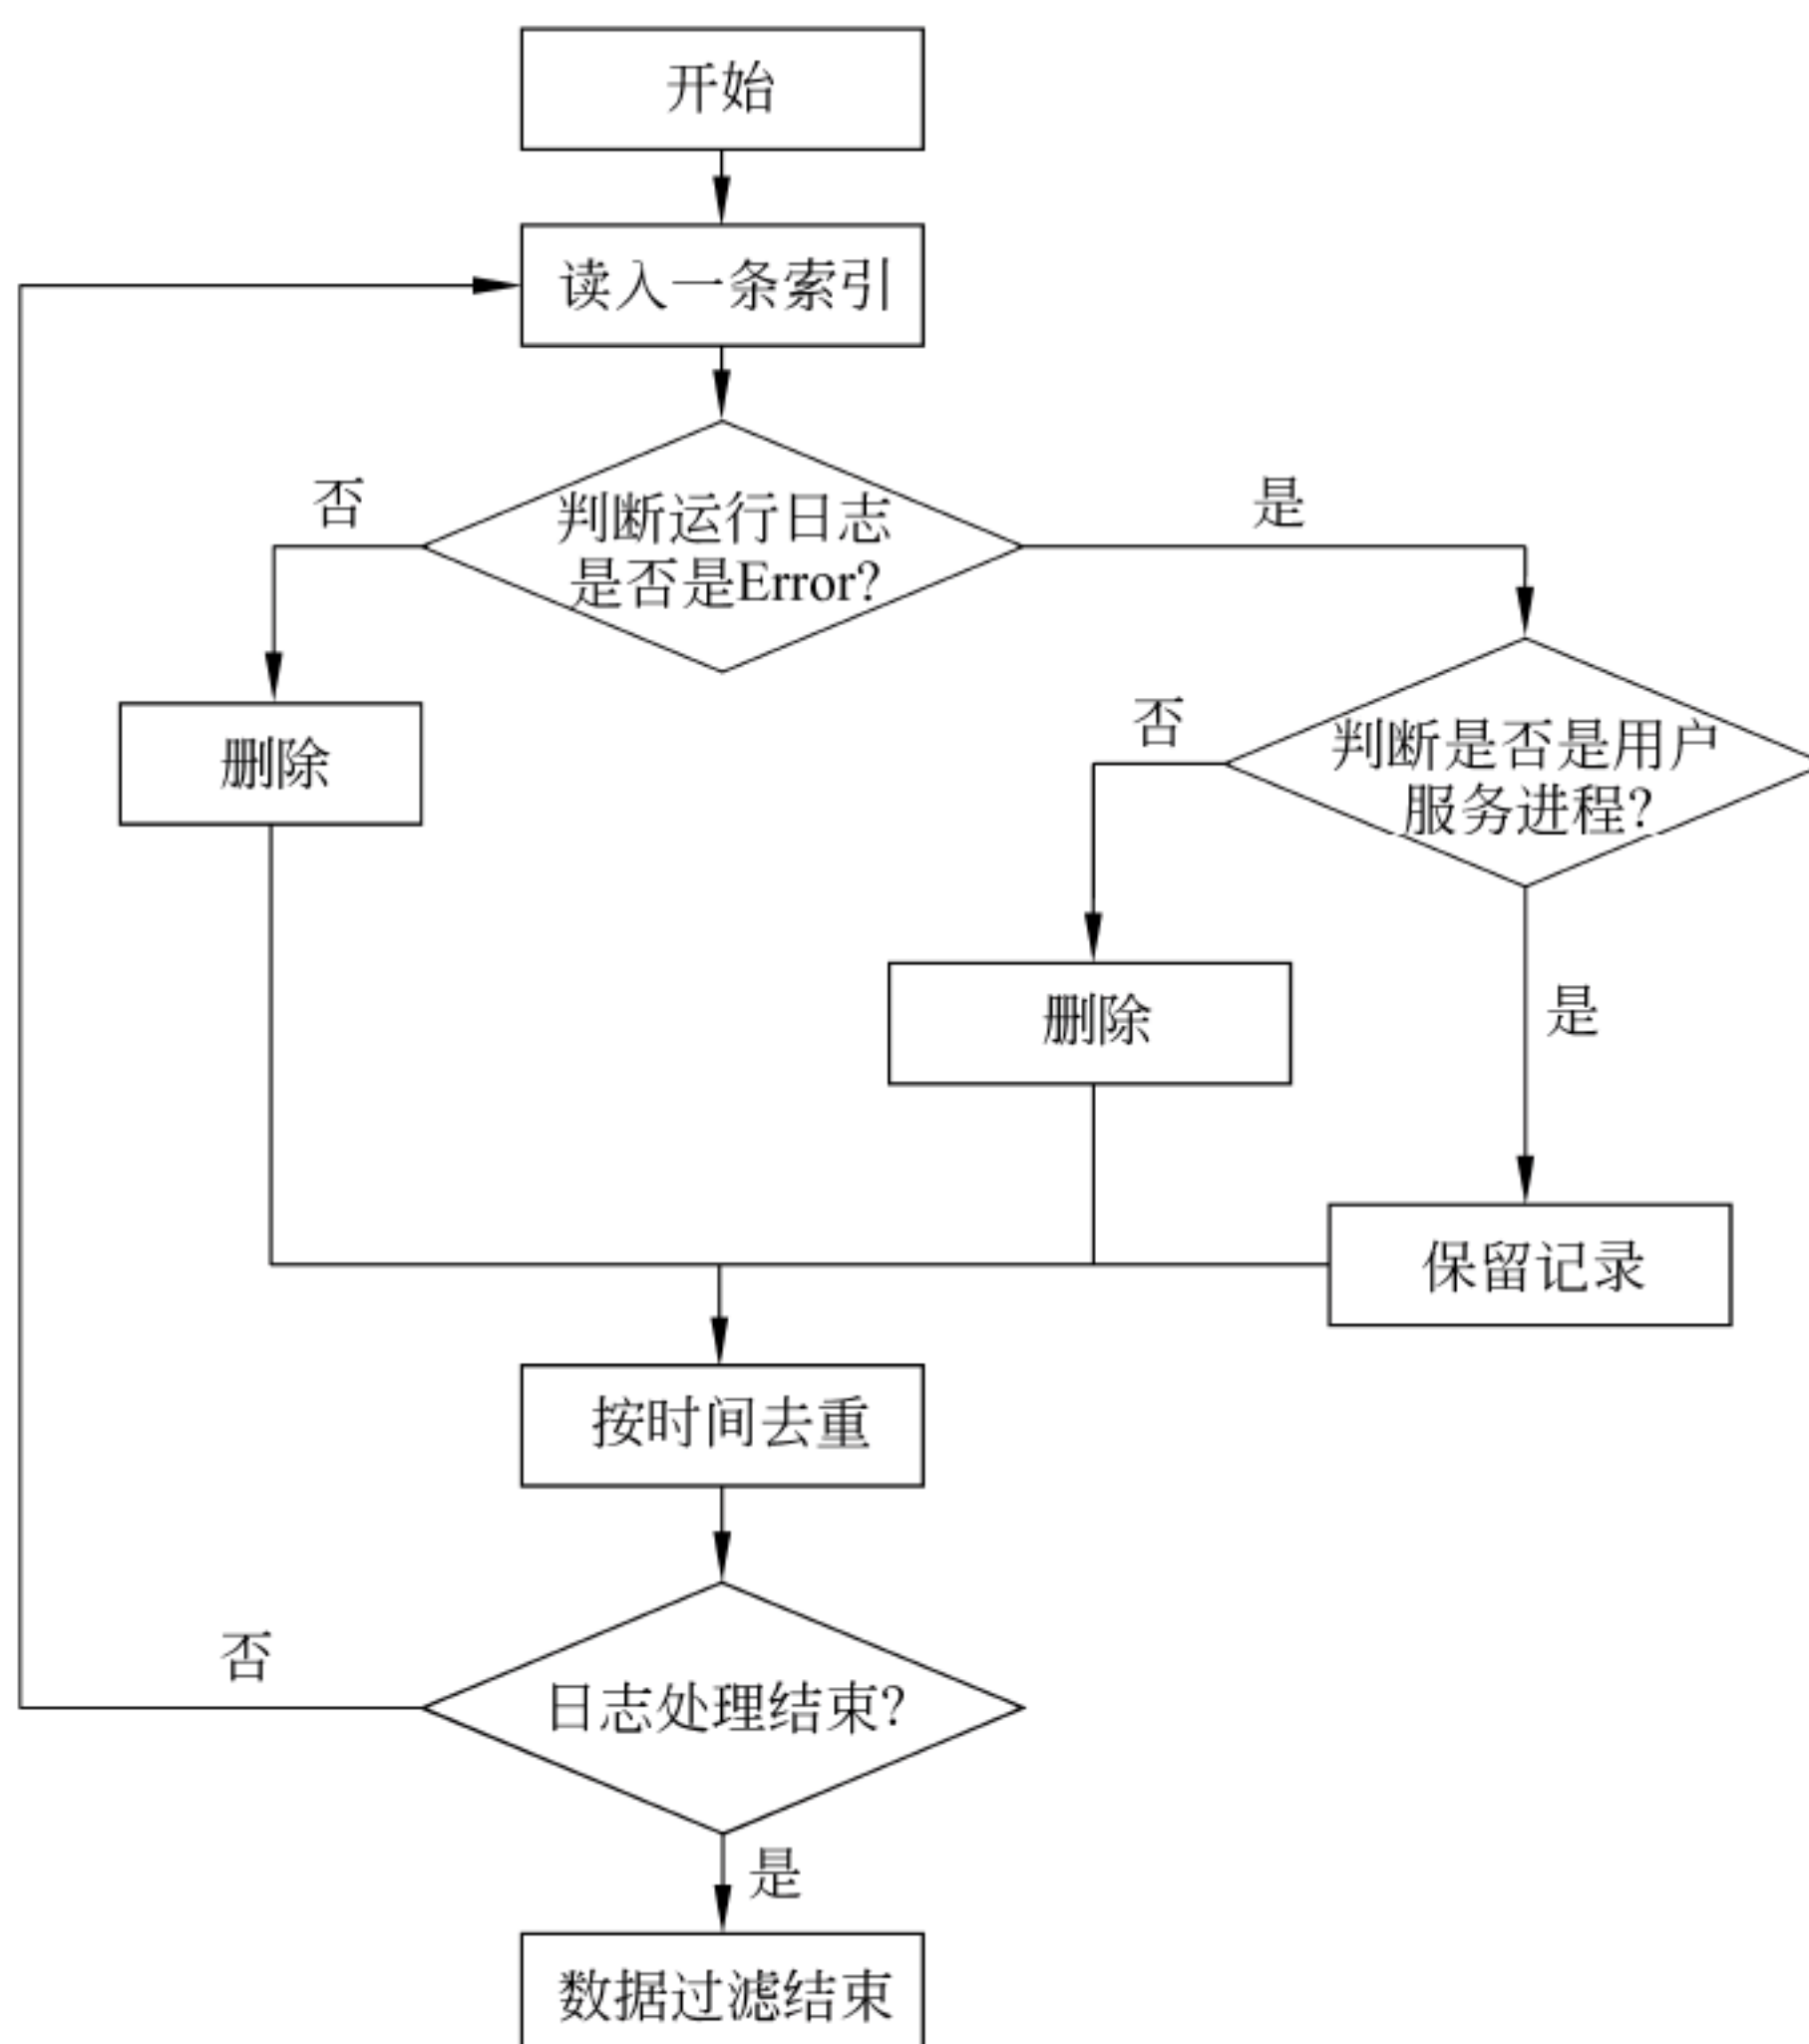 开始
读入一条索引
否
判断运行日志
是否是Error?
是
删除
否
判断是否是用户
服务进程?
删除
是
保留记录
按时间去重
否
日志处理结束?
是
数据过滤结束